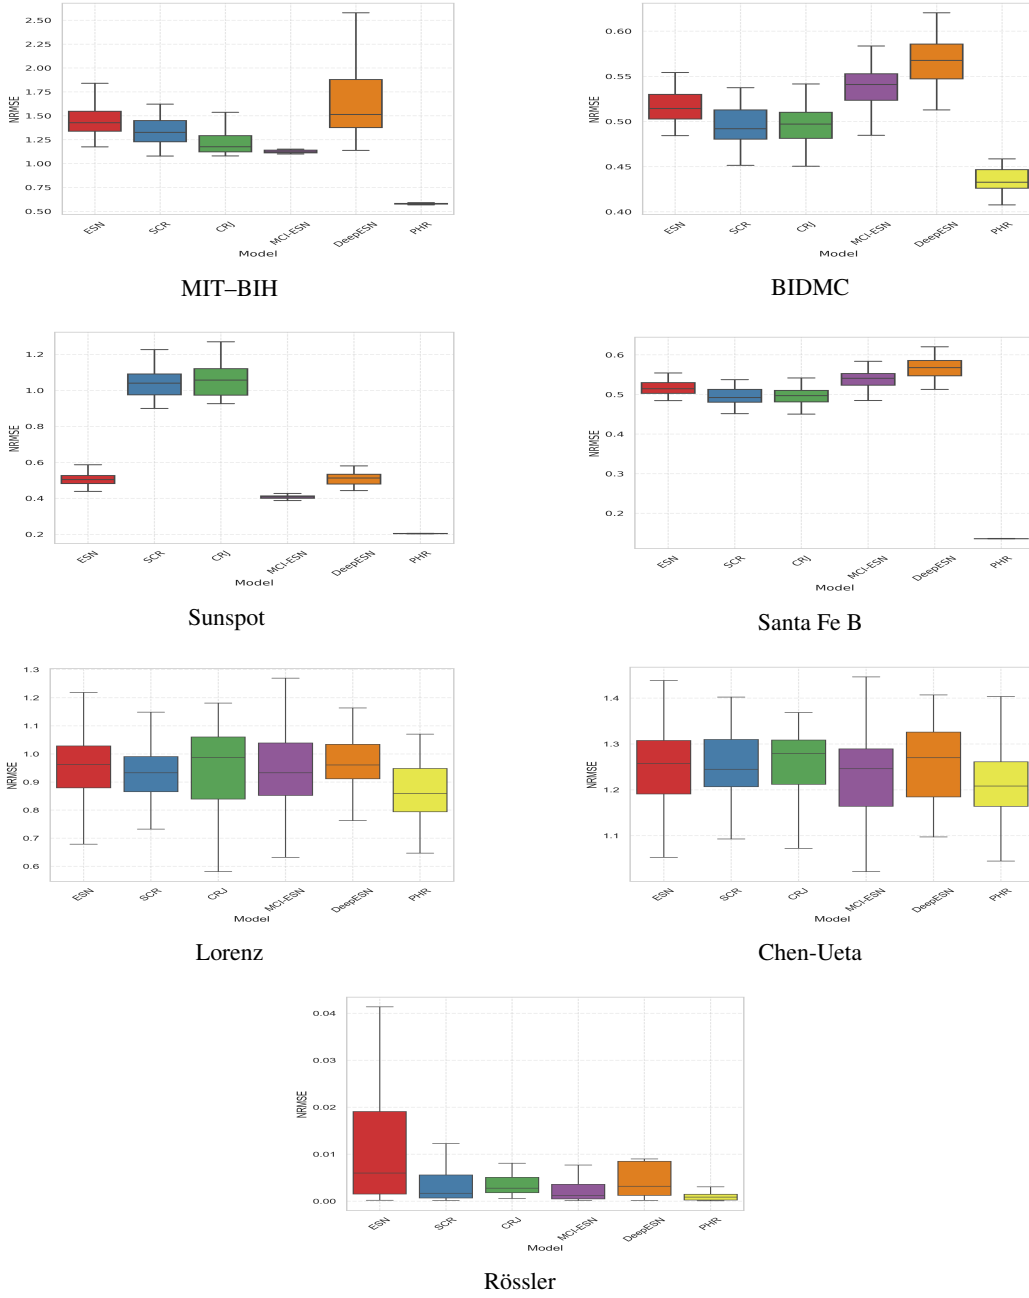 2.50
2.25
2.00
1.75
1.50
1.25
1.00
0.75
0.50
NRMSE
ESN
SCR
CRJ
MCI-ESN
DeepESN
PHR
Model
MIT–BIH
0.60
0.55
0.50
0.45
0.40
NRMSE
ESN
SCR
CRJ
MCI-ESN
DeepESN
PHR
Model
BIDMC
1.2
1.0
0.8
0.6
0.4
0.2
NRMSE
ESN
SCR
CRJ
MCI-ESN
DeepESN
PHR
Model
Sunspot
0.6
0.5
0.4
0.3
0.2
NRMSE
ESN
SCR
CRJ
MCI-ESN
DeepESN
PHR
Model
Santa Fe B
1.3
1.2
1.1
1.0
0.9
0.8
0.7
0.6
NRMSE
ESN
SCR
CRJ
MCI-ESN
DeepESN
PHR
Model
Lorenz
1.4
1.3
1.2
1.1
NRMSE
ESN
SCR
CRJ
MCI-ESN
DeepESN
PHR
Model
Chen-Ueta
0.04
0.03
0.02
0.01
0.00
NRMSE
ESN
SCR
CRJ
MCI-ESN
DeepESN
PHR
Model
Rössler